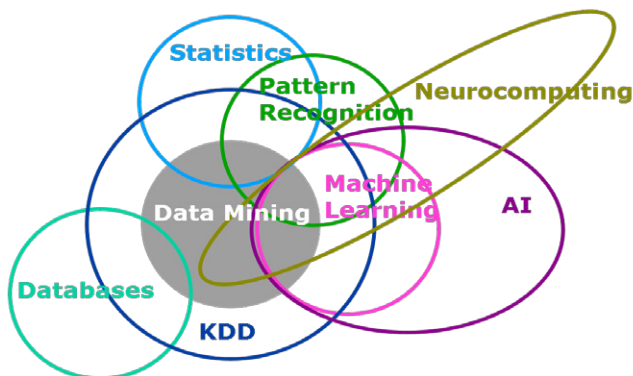 Statistics
Pattern
Recognition
Neurocomputing
Machine
Learning
Data Mining
AI
Databases
KDD